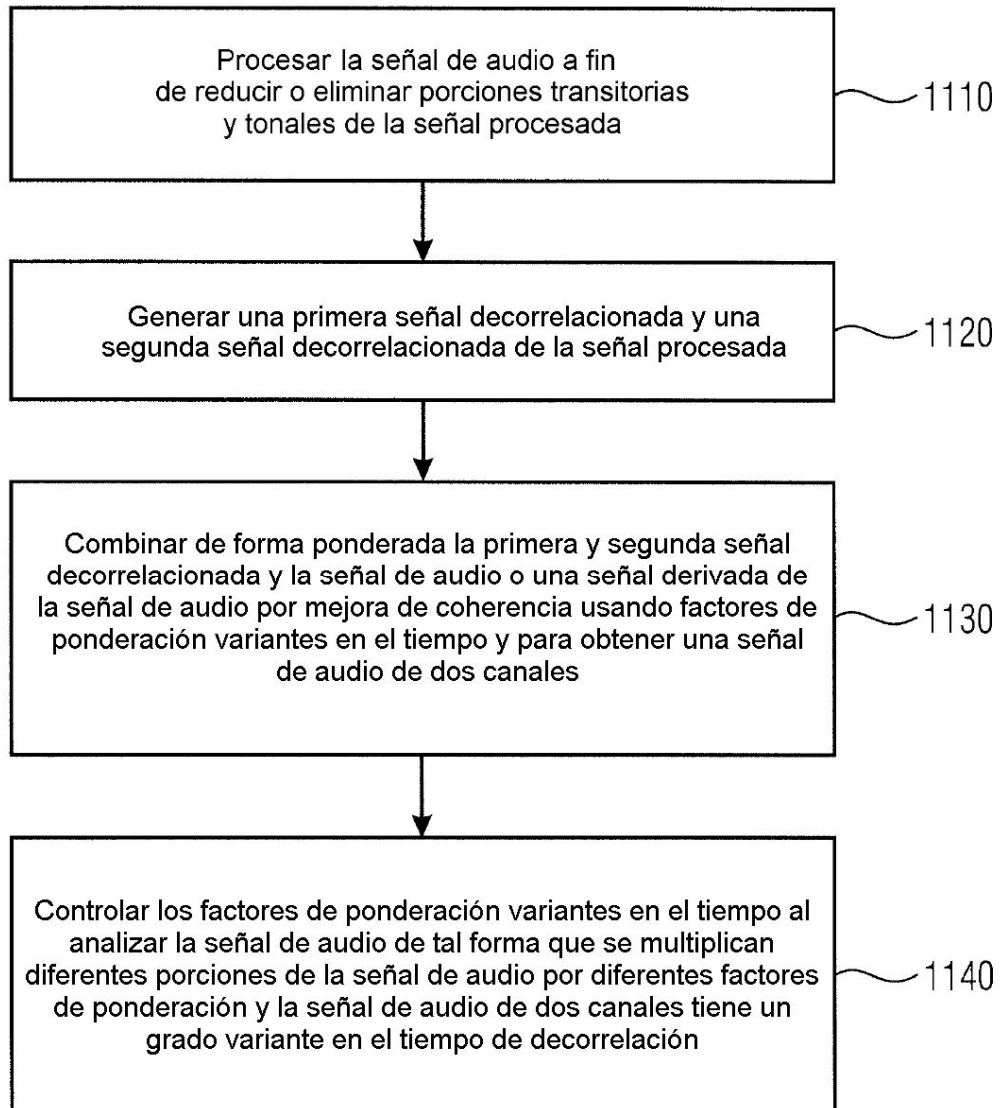 Procesar la señal de audio a fin
de reducir o eliminar porciones transitorias
y tonales de la señal procesada
1110
Generar una primera señal decorrelacionada y una
segunda señal decorrelacionada de la señal procesada
1120
Combinar de forma ponderada la primera y segunda señal
decorrelacionada y la señal de audio o una señal derivada de
la señal de audio por mejora de coherencia usando factores de
ponderación variantes en el tiempo y para obtener una señal
de audio de dos canales
1130
Controlar los factores de ponderación variantes en el tiempo al
analizar la señal de audio de tal forma que se multiplican
diferentes porciones de la señal de audio por diferentes factores
de ponderación y la señal de audio de dos canales tiene un
grado variante en el tiempo de decorrelación
1140